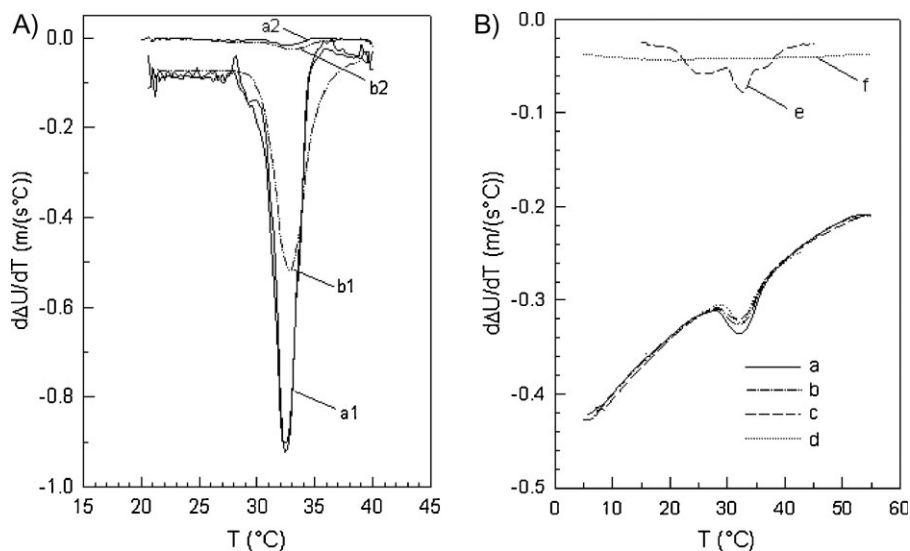 A)
a2
b2
b1
a1
0.0
-0.2
-0.4
-0.6
-0.8
-1.0
dΔU/dT (m/(s°C))
15 20 25 30 35 40 45
T (°C)
B)
f
e
a
b
c
d
0.0
-0.1
-0.2
-0.3
-0.4
-0.5
dΔU/dT (m/(s°C))
0 10 20 30 40 50 60
T (°C)